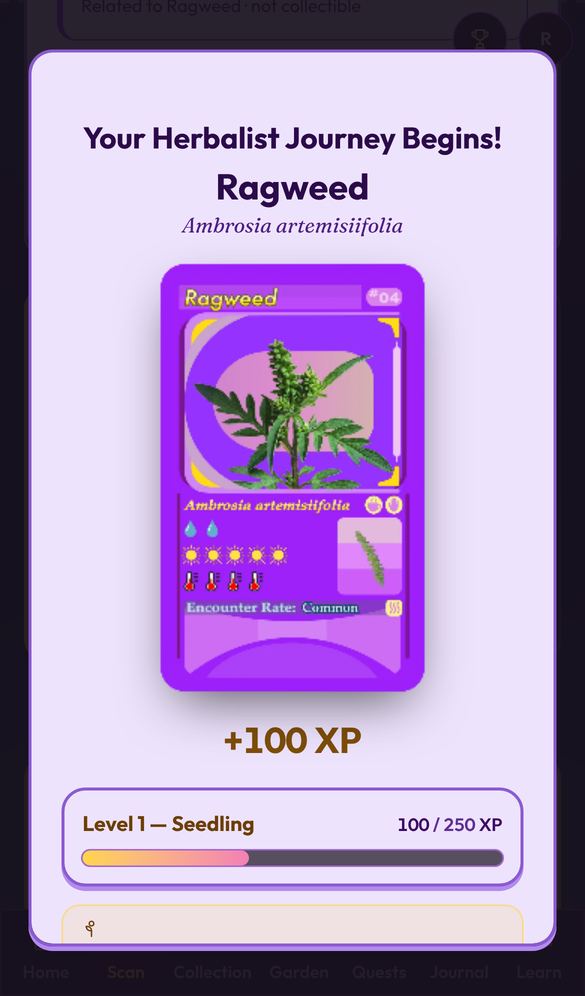 Related to Ragweed · not collectible
R
Your Herbalist Journey Begins!
Ragweed
Ambrosia artemisiifolia
Ragweed
#04
Ambrosia artemisiifolia
Encounter Rate: Common
+100 XP
Level 1 — Seedling
100 / 250 XP
Home Scan Collection Garden Quests Journal Learn